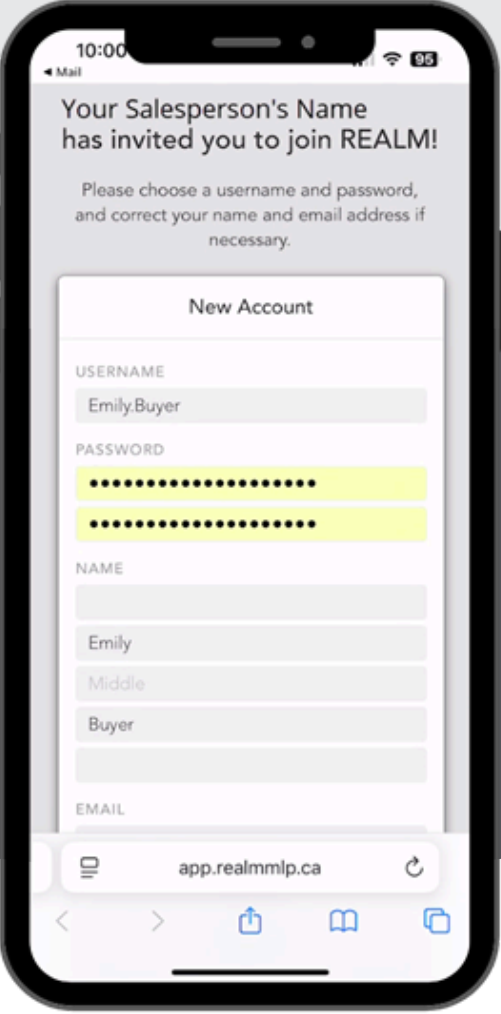 10:00
95
◀ Mail
Your Salesperson's Name
has invited you to join REALM!
Please choose a username and password,
and correct your name and email address if
necessary.
New Account
USERNAME
Emily.Buyer
PASSWORD
••••••••••••••••••••
••••••••••••••••••••
NAME
Emily
Middle
Buyer
EMAIL
app.realmmlp.ca